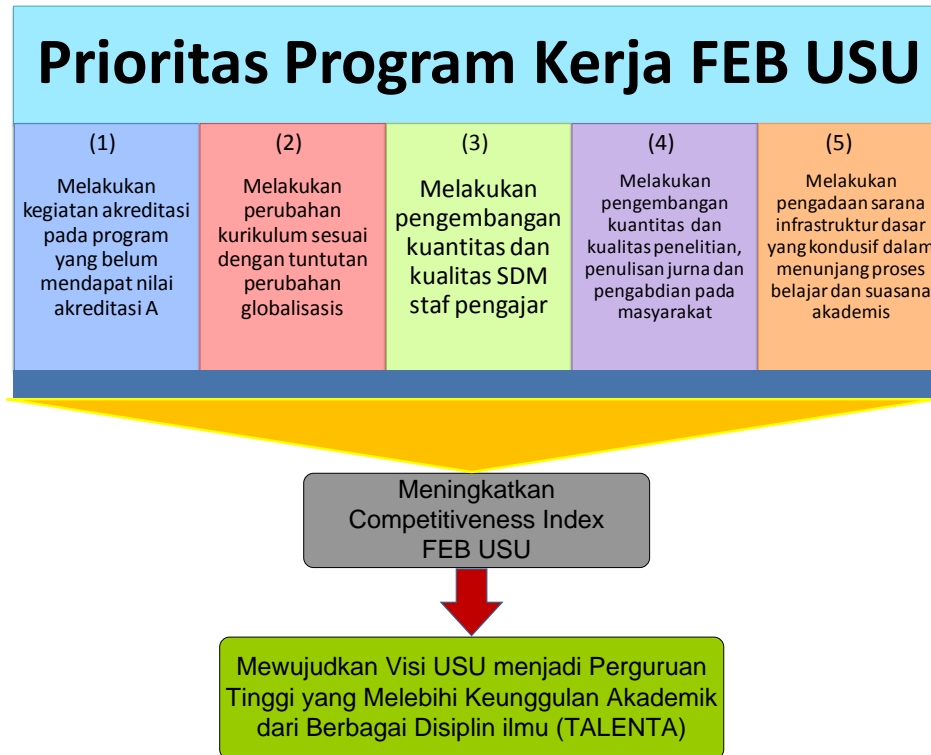 Prioritas Program Kerja FEB USU
(1)
Melakukan
kegiatan akreditasi
pada program
yang belum
mendapat nilai
akreditasi A
(2)
Melakukan
perubahan
kurikulum sesuai
dengan tuntutan
perubahan
globalisasis
(3)
Melakukan
pengembangan
kuantitas dan
kualitas SDM
staf pengajar
(4)
Melakukan
pengembangan
kuantitas dan
kualitas penelitian,
penulisan jurna dan
pengabdian pada
masyarakat
(5)
Melakukan
pengadaan sarana
infrastruktur dasar
yang kondusif dalam
menunjang proses
belajar dan suasana
akademis
Meningkatkan
Competitiveness Index
FEB USU
Mewujudkan Visi USU menjadi Perguruan
Tinggi yang Melebihi Keunggulan Akademik
dari Berbagai Disiplin ilmu (TALENTA)